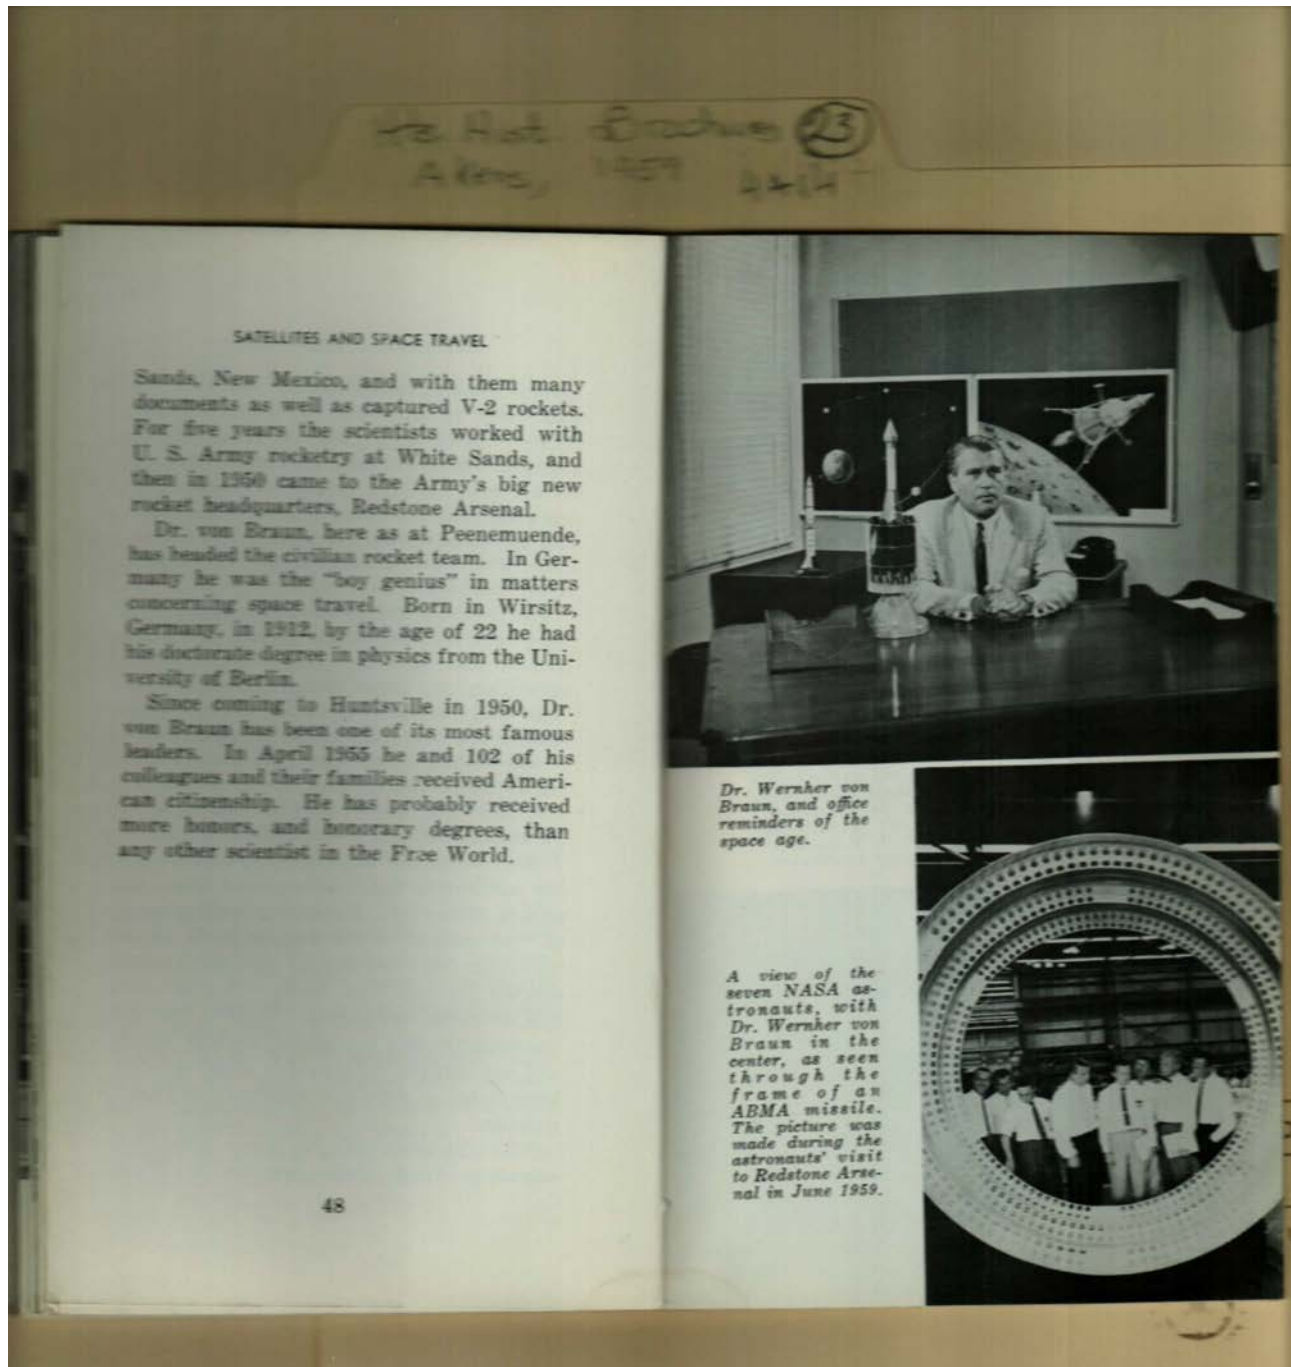 Brochure 23
1959
SATELLITES AND SPACE TRAVEL
Sands, New Mexico, and with them many
documents as well as captured V-2 rockets.
For five years the scientists worked with
U. S. Army rocketry at White Sands, and
then in 1950 came to the Army's big new
rocket headquarters, Redstone Arsenal.
Dr. von Braun, here as at Peenemuende,
has headed the civilian rocket team. In Ger-
many he was the "boy genius" in matters
concerning space travel. Born in Wirsitz,
Germany, in 1912, by the age of 22 he had
his doctorate degree in physics from the Uni-
versity of Berlin.
Since coming to Huntsville in 1950, Dr.
von Braun has been one of its most famous
leaders. In April 1955 he and 102 of his
colleagues and their families received Ameri-
can citizenship. He has probably received
more honors, and honorary degrees, than
any other scientist in the Free World.
48
Dr. Wernher von
Braun, and office
reminders of the
space age.
A view of the
seven NASA as-
tronauts, with
Dr. Wernher von
Braun in the
center, as seen
through the
frame of an
ABMA missile.
The picture was
made during the
astronauts' visit
to Redstone Arse-
nal in June 1959.